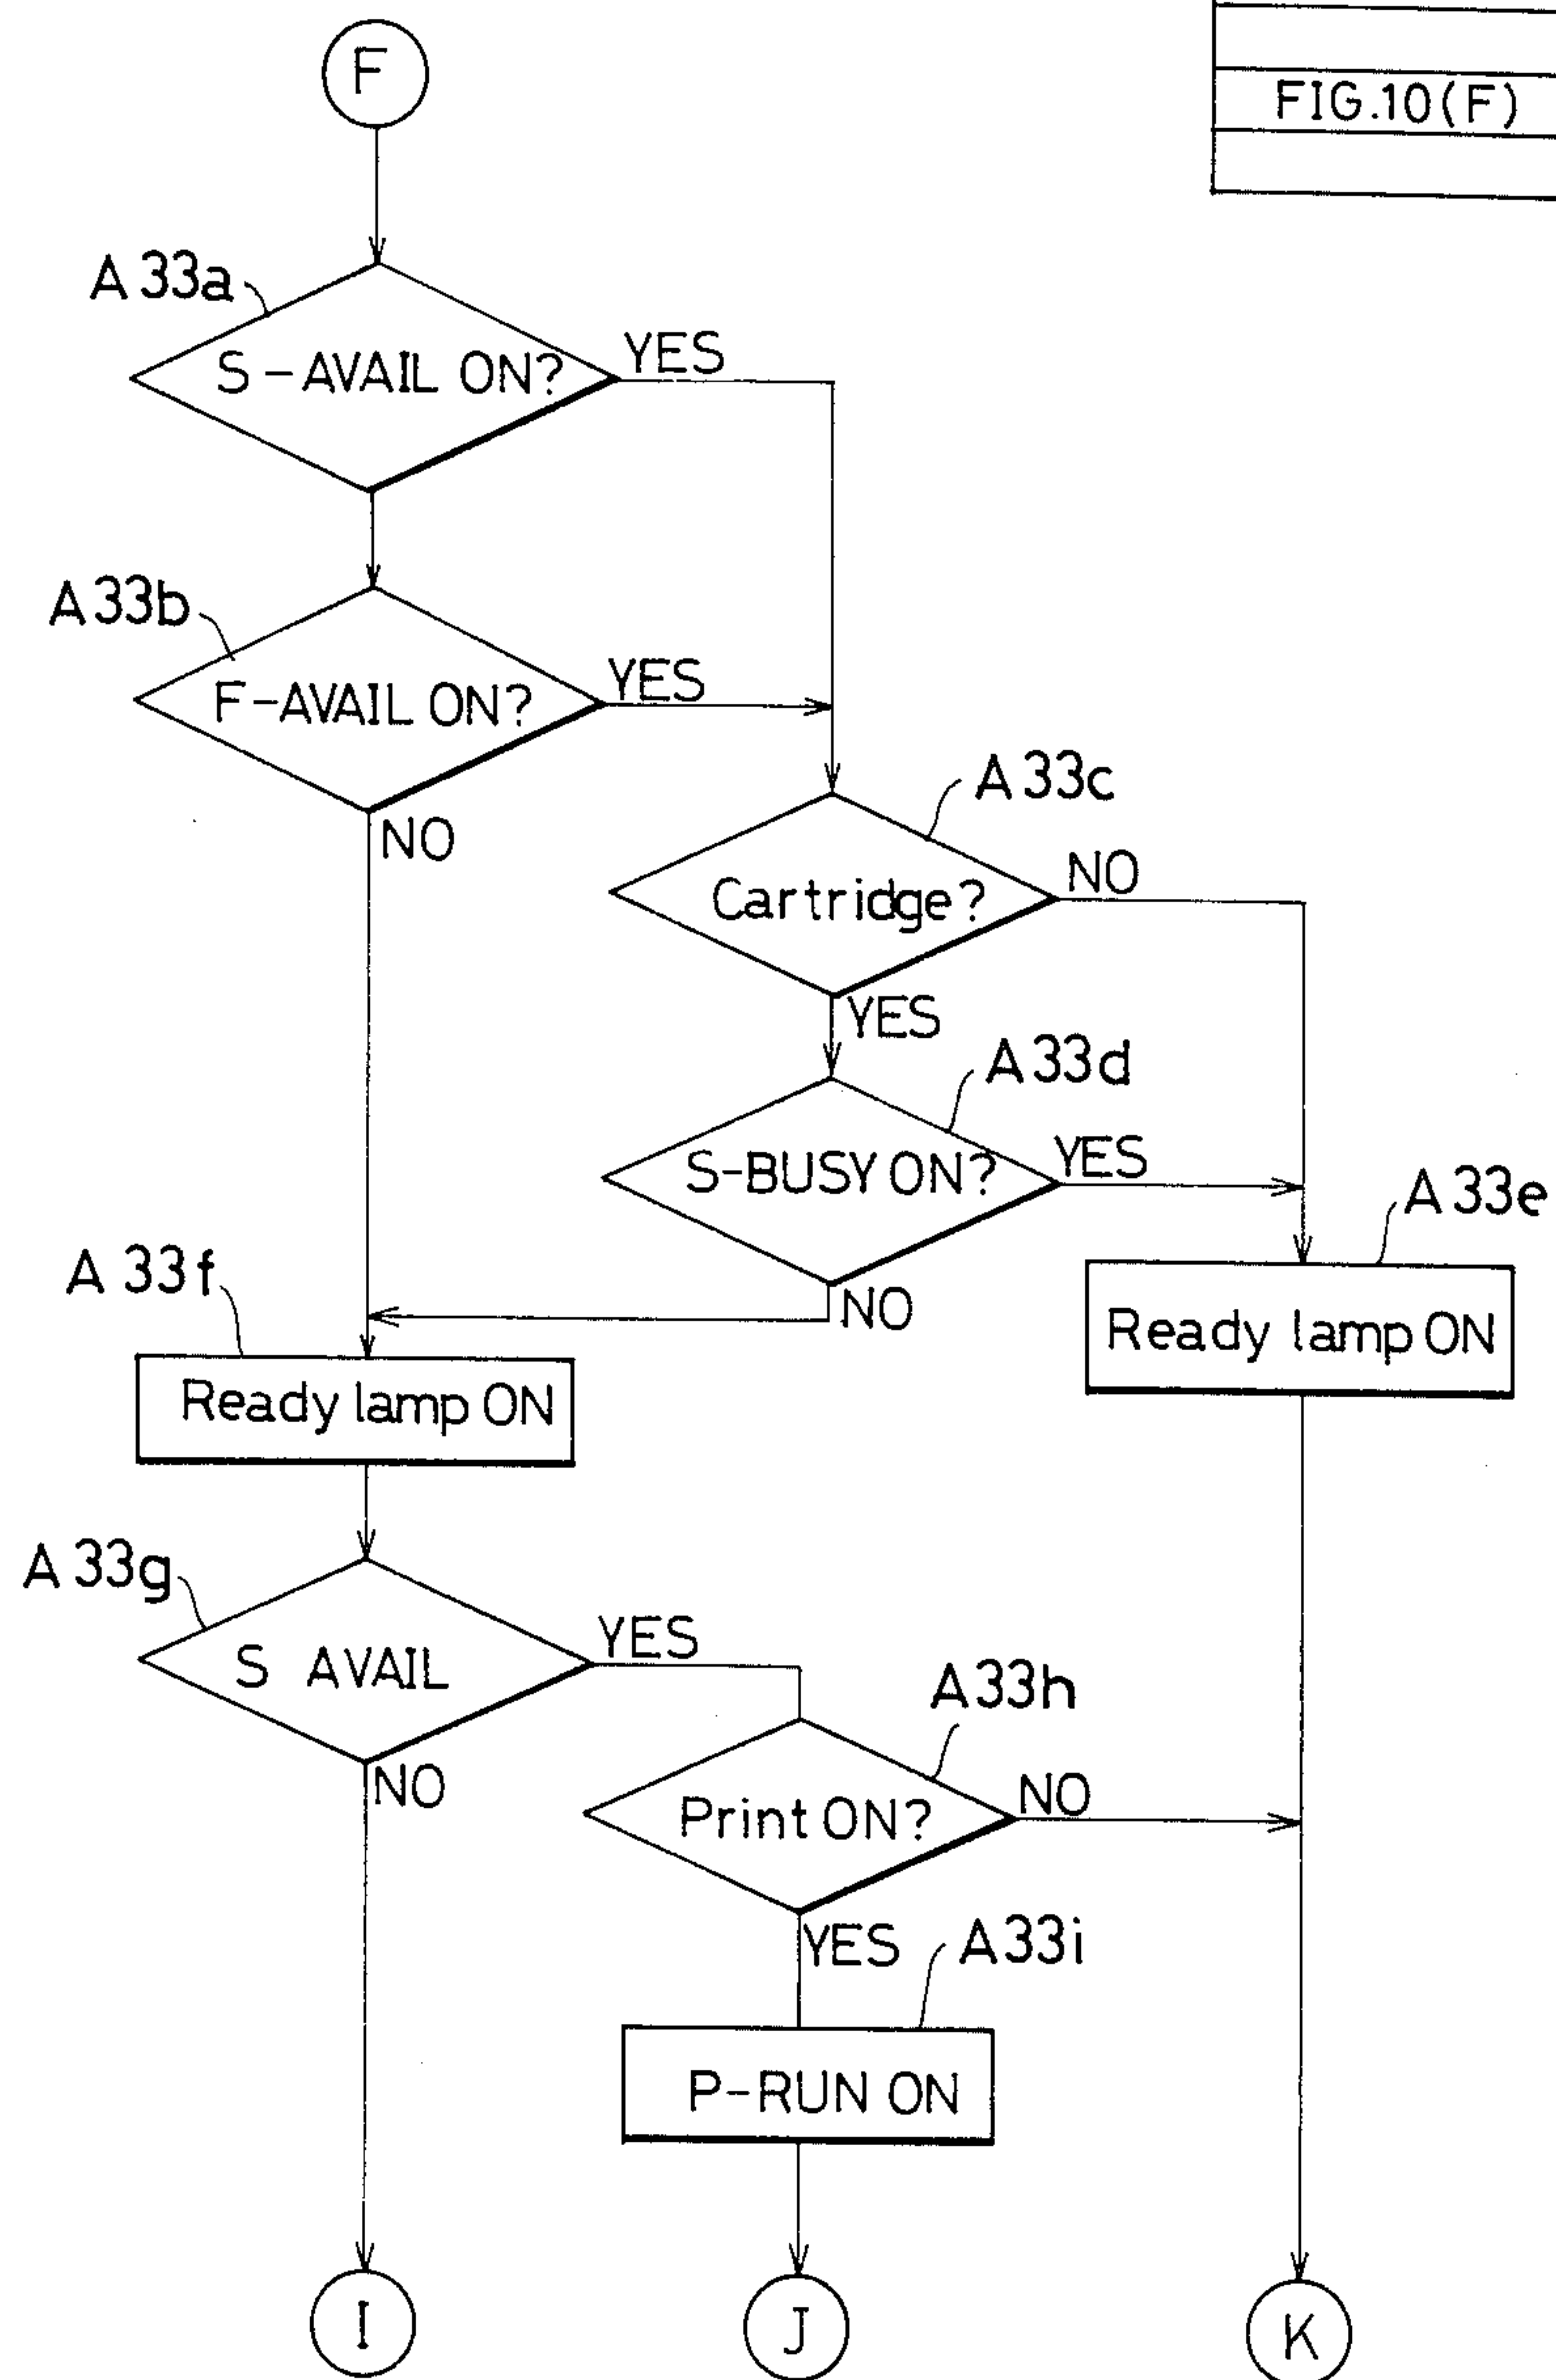 F
FIG.10(F)
A33a
S-AVAIL ON?
YES
A33b
F-AVAIL ON?
YES
NO
A33c
Cartridge?
NO
YES
A33d
S-BUSY ON?
YES
NO
A33e
Ready lamp ON
A33f
Ready lamp ON
A33g
S AVAIL
YES
NO
A33h
Print ON?
NO
YES
A33i
P-RUN ON
I
J
K